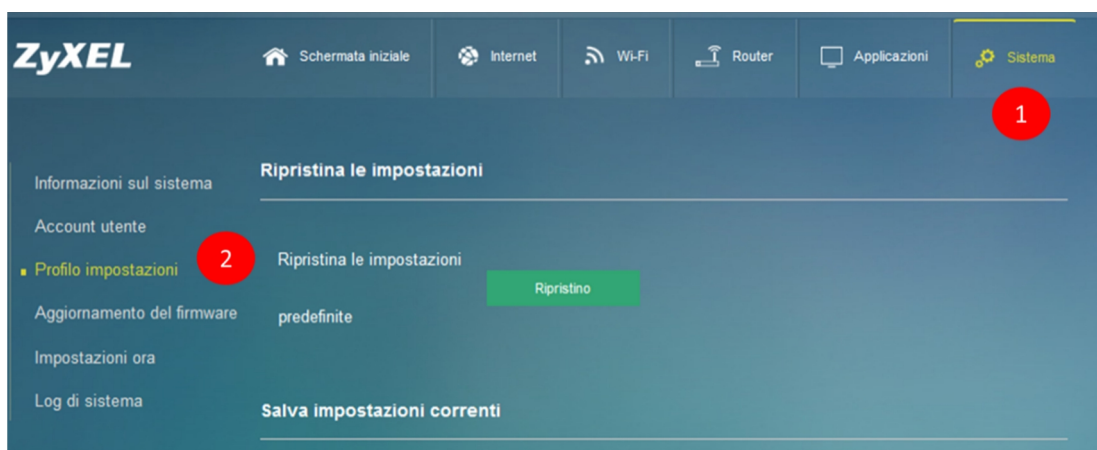 ZyXEL
Schermata iniziale
Internet
Wi-Fi
Router
Applicazioni
Sistema
1
Informazioni sul sistema
Account utente
Profilo impostazioni
2
Aggiornamento del firmware
Impostazioni ora
Log di sistema
Ripristina le impostazioni
Ripristina le impostazioni
predefinite
Ripristino
Salva impostazioni correnti